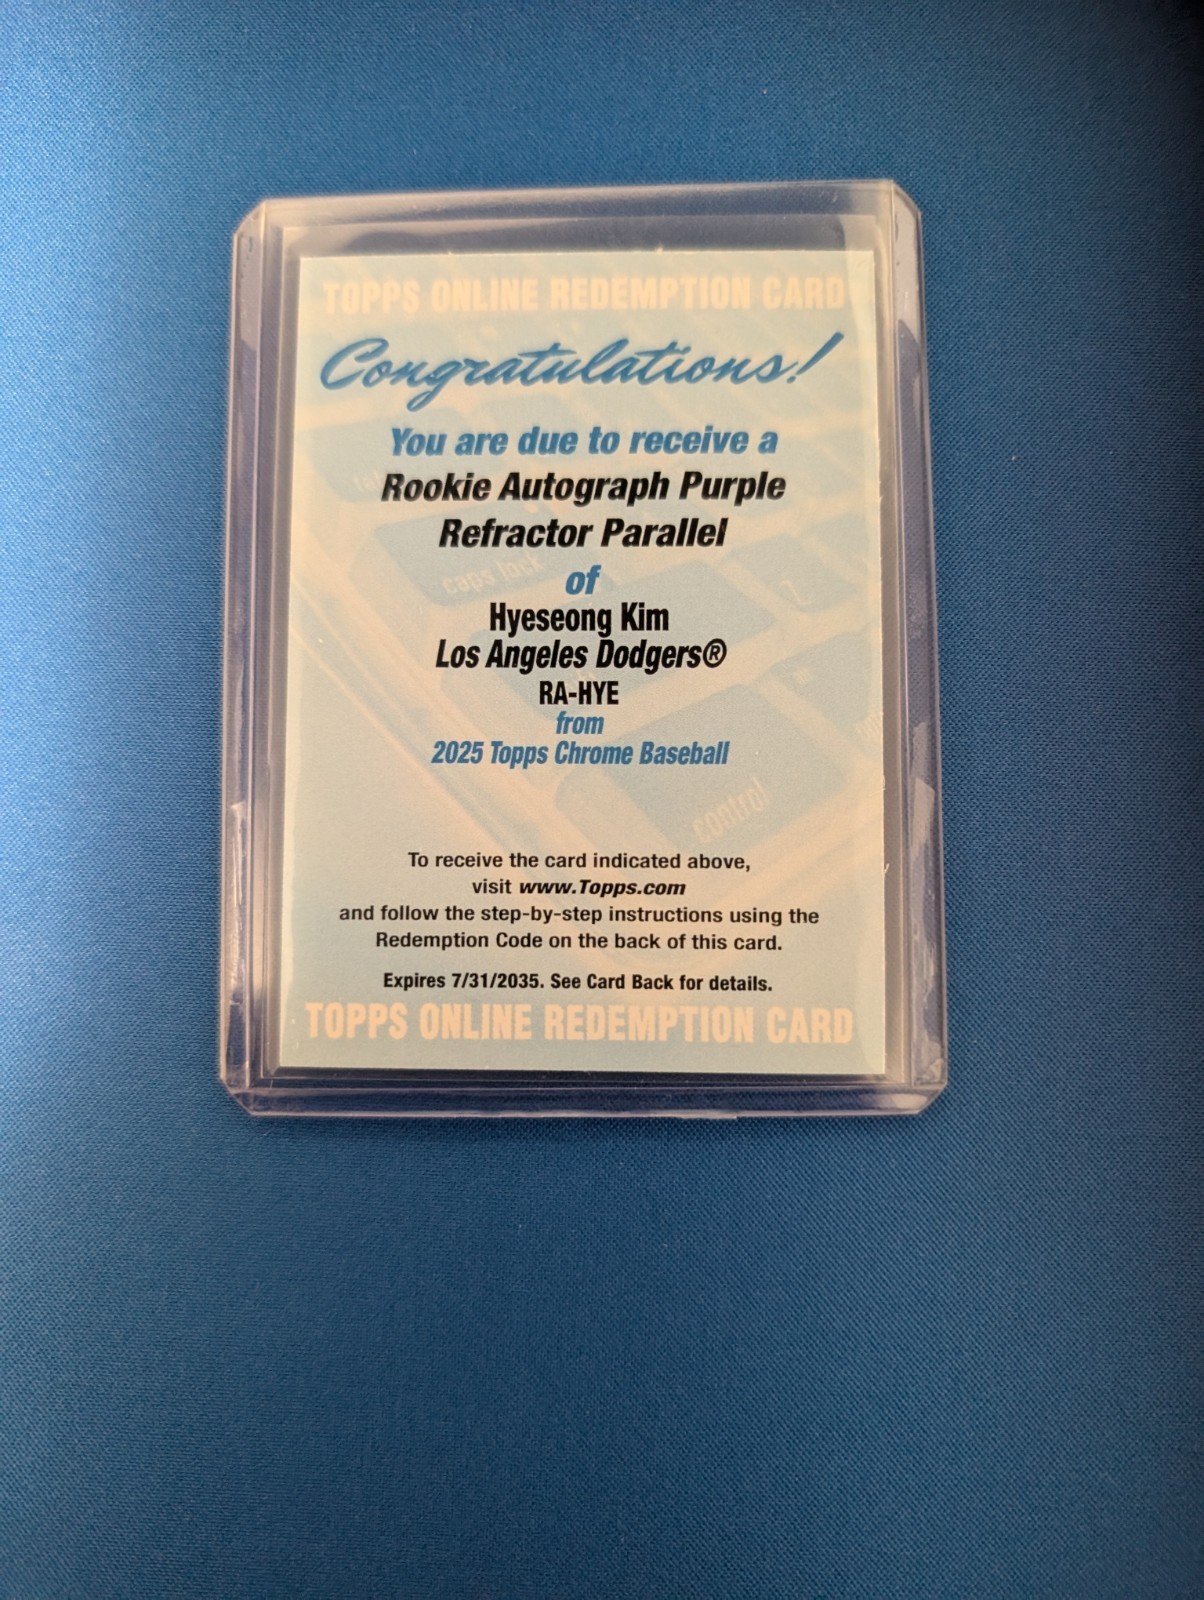 TOPPS ONLINE REDEMPTION CARD
Congratulations!
You are due to receive a
Rookie Autograph Purple
Refractor Parallel
of
Hyeseong Kim
Los Angeles Dodgers®
RA-HYE
from
2025 Topps Chrome Baseball
caps lock
control
To receive the card indicated above,
visit www.Topps.com
and follow the step-by-step instructions using the
Redemption Code on the back of this card.
Expires 7/31/2035. See Card Back for details.
TOPPS ONLINE REDEMPTION CARD